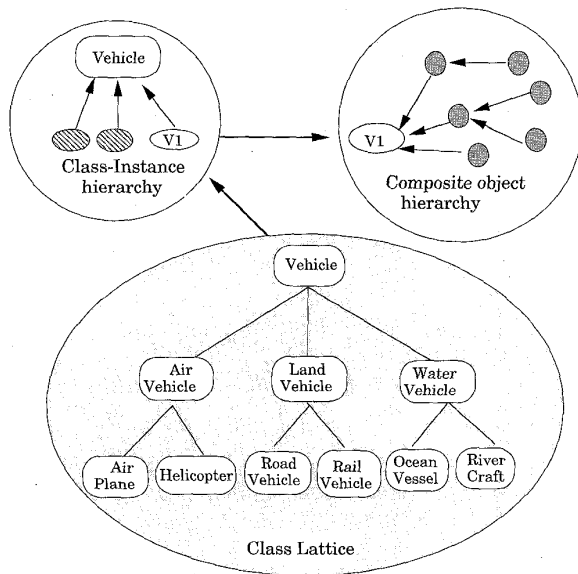 Vehicle
V1
Class-Instance
hierarchy
V1
Composite object
hierarchy
Vehicle
Air
Vehicle
Land
Vehicle
Water
Vehicle
Air
Plane
Helicopter
Road
Vehicle
Rail
Vehicle
Ocean
Vessel
River
Craft
Class Lattice